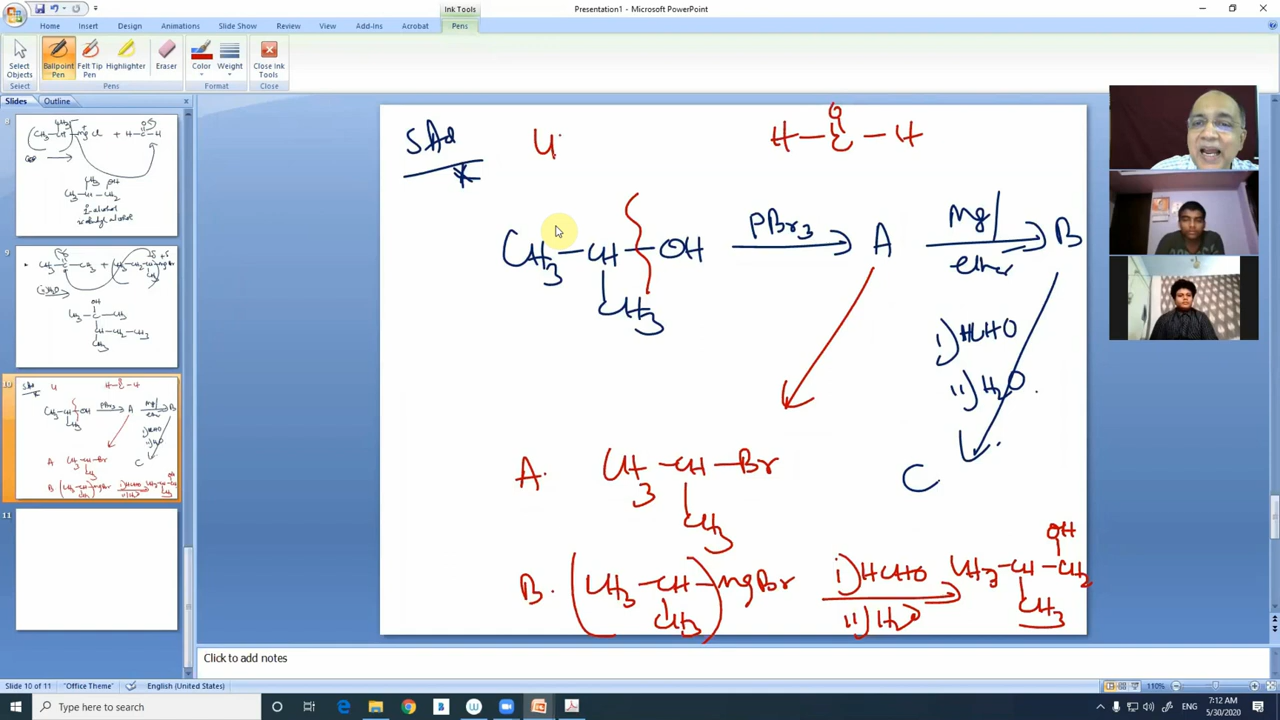 Ink Tools
Presentation1 - Microsoft PowerPoint
Home Insert Design Animations Slide Show Review View Add-Ins Acrobat Pens
Select Objects
Ballpoint Pen
Felt Tip Pen
Highlighter
Eraser
Color
Weight
Close Ink Tools
Select Pens Format Close
Slides Outline
8
9
10
11
H—C—H
O
CH3—CH—OH
CH3
PBr3
A
Mg/
ether
B
i) HCHO
ii) H2O
C
A. CH3—CH—Br
CH3
B. (CH3—CH)MgBr
CH3
i) HCHO
ii) H2O
CH3—CH—CH2
OH
CH3
Click to add notes
Slide 10 of 11 "Office Theme" English (United States)
110%
Type here to search
7:12 AM
5/30/2020